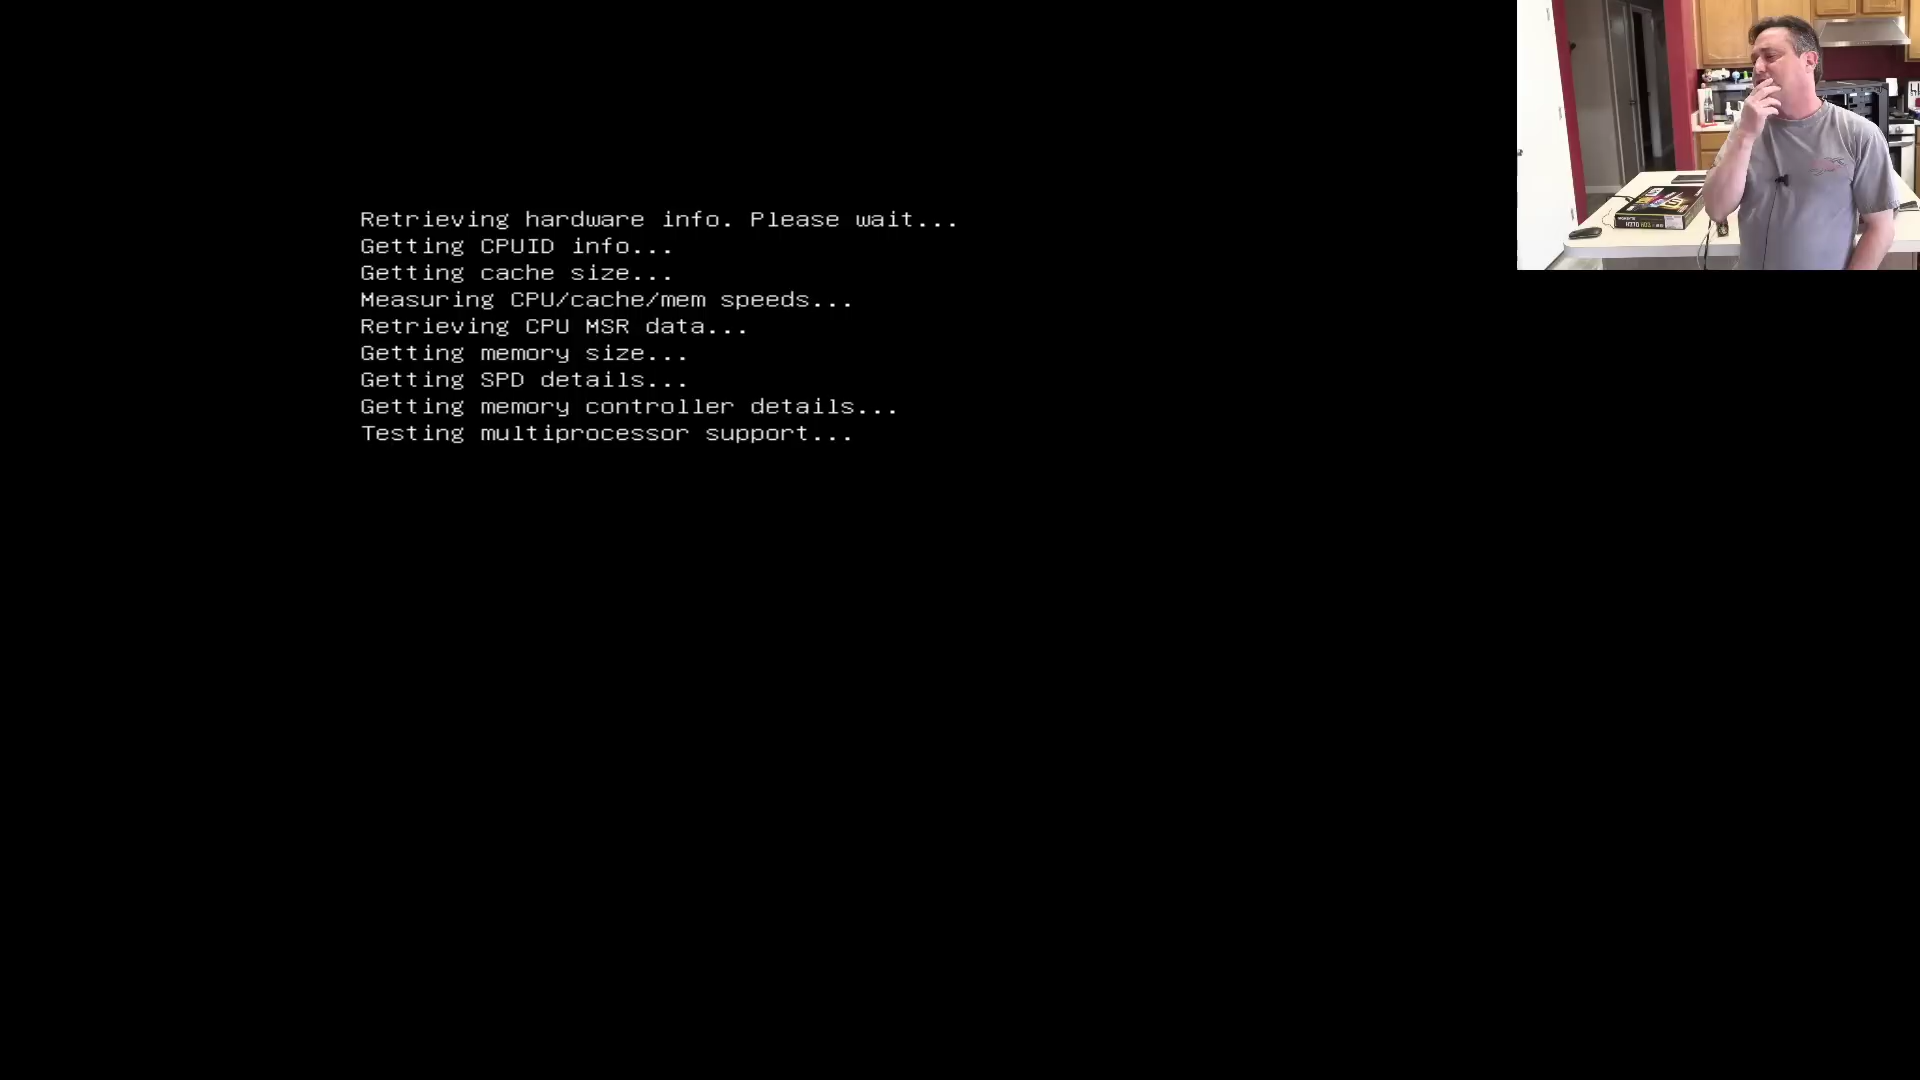 Retrieving hardware info. Please wait...
Getting CPUID info...
Getting cache size...
Measuring CPU/cache/mem speeds...
Retrieving CPU MSR data...
Getting memory size...
Getting SPD details...
Getting memory controller details...
Testing multiprocessor support...